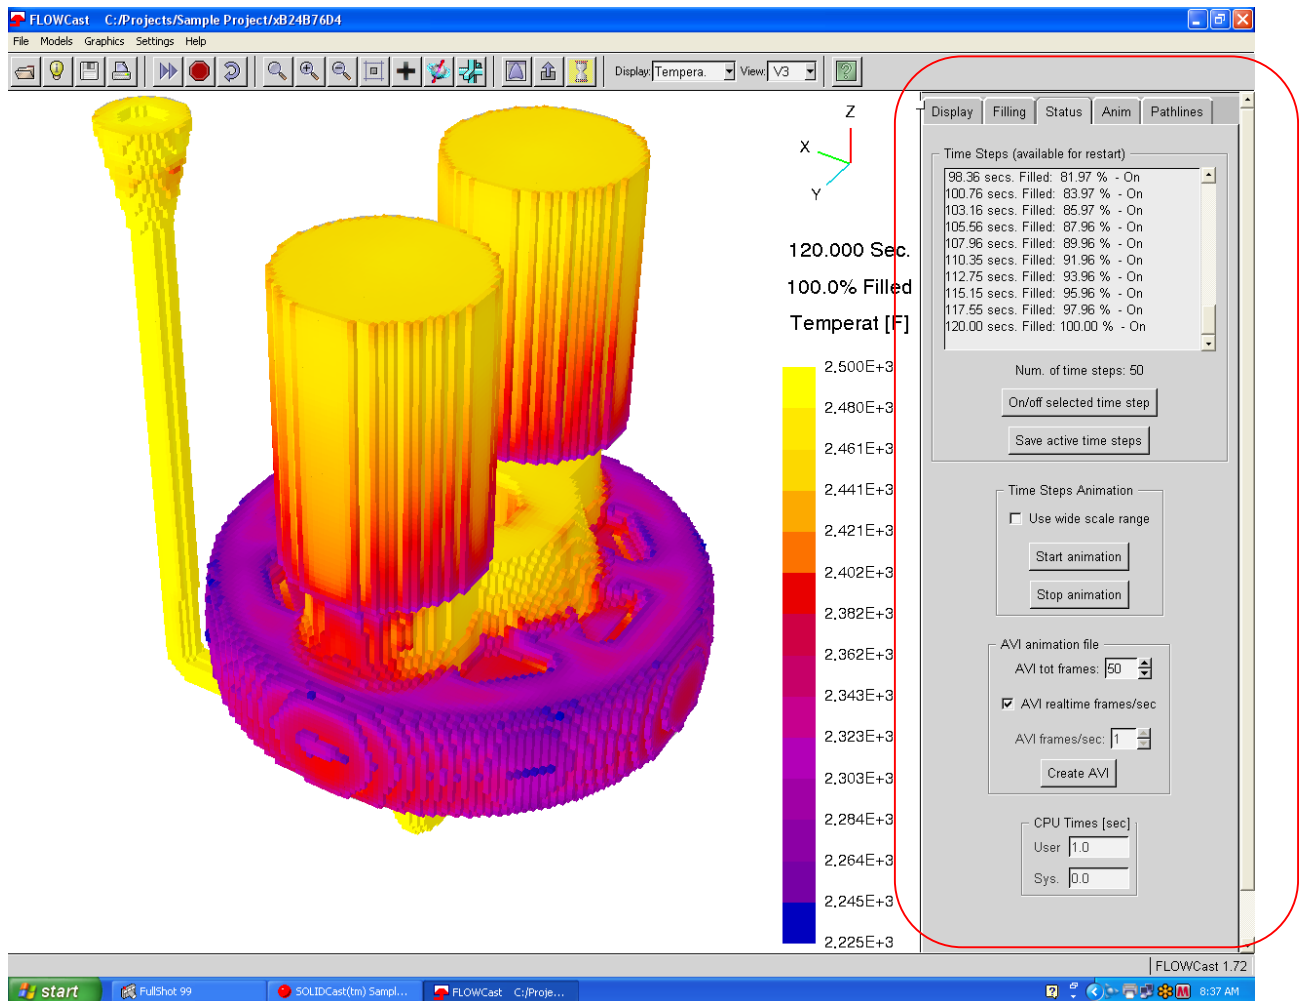 FLOWCast C:/Projects/Sample Project/xB24B76D4
File Models Graphics Settings Help
Display: Tempera. View: V3
Display Filling Status Anim Pathlines
Z
X
Y
120.000 Sec.
100.0% Filled
Temperat [F]
2,500E+3
2,480E+3
2,461E+3
2,441E+3
2,421E+3
2,402E+3
2,382E+3
2,362E+3
2,343E+3
2,323E+3
2,303E+3
2,284E+3
2,264E+3
2,245E+3
2,225E+3
Time Steps (available for restart)
98.36 secs. Filled: 81.97 % - On
100.76 secs. Filled: 83.97 % - On
103.16 secs. Filled: 85.97 % - On
105.56 secs. Filled: 87.96 % - On
107.96 secs. Filled: 89.96 % - On
110.35 secs. Filled: 91.96 % - On
112.75 secs. Filled: 93.96 % - On
115.15 secs. Filled: 95.96 % - On
117.55 secs. Filled: 97.96 % - On
120.00 secs. Filled: 100.00 % - On
Num. of time steps: 50
On/off selected time step
Save active time steps
Time Steps Animation
Use wide scale range
Start animation
Stop animation
AVI animation file
AVI tot frames: 50
AVI realtime frames/sec
AVI frames/sec: 1
Create AVI
CPU Times [sec]
User 1.0
Sys. 0.0
FLOWCast 1.72
start FullShot 99 SOLIDCast(tm) Sampl... FLOWCast C:/Proje... 8:37 AM